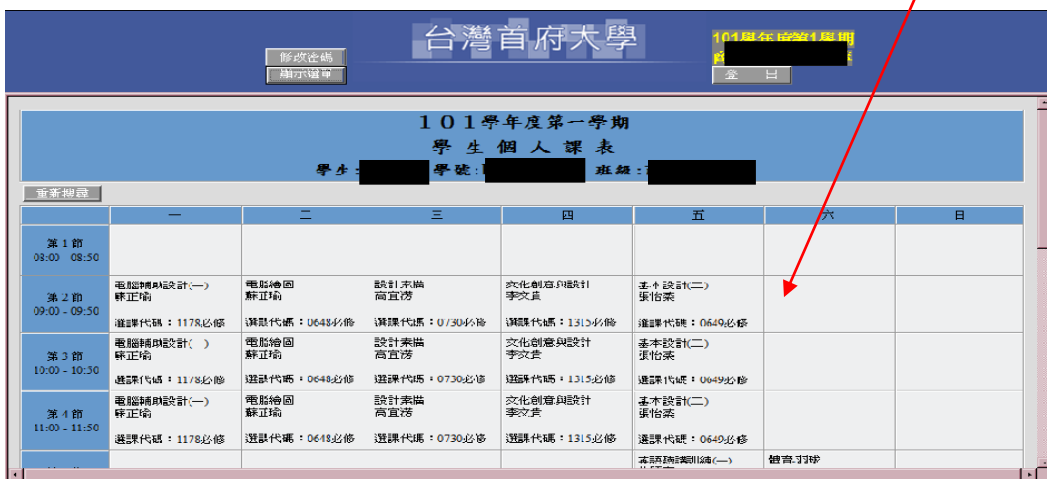 台灣首府大學
101學年度第1學期
修改密碼
顯示選單
登 出
101學年度第一學期
學生個人課表
學生: 學號: 班級:
重新搜尋
一 二 三 四 五 六 日
第 1 節
08:00 - 08:50
第 2 節
09:00 - 09:50
電腦輔助設計(一) 電腦繪圖 設計素描 文化創意與設計 基本設計(二)
蘇正瑜 蘇正瑜 高宜淓 李文貴 張怡棻
選課代碼:1178必修 選課代碼:0648必修 選課代碼:0730必修 選課代碼:1315必修 選課代碼:0649必修
第 3 節
10:00 - 10:50
電腦輔助設計(一) 電腦繪圖 設計素描 文化創意與設計 基本設計(二)
蘇正瑜 蘇正瑜 高宜淓 李文貴 張怡棻
選課代碼:1178必修 選課代碼:0648必修 選課代碼:0730必修 選課代碼:1315必修 選課代碼:0649必修
第 4 節
11:00 - 11:50
電腦輔助設計(一) 電腦繪圖 設計素描 文化創意與設計 基本設計(二)
蘇正瑜 蘇正瑜 高宜淓 李文貴 張怡棻
選課代碼:1178必修 選課代碼:0648必修 選課代碼:0730必修 選課代碼:1315必修 選課代碼:0649必修
英語聽講訓練(一) 體育-羽球